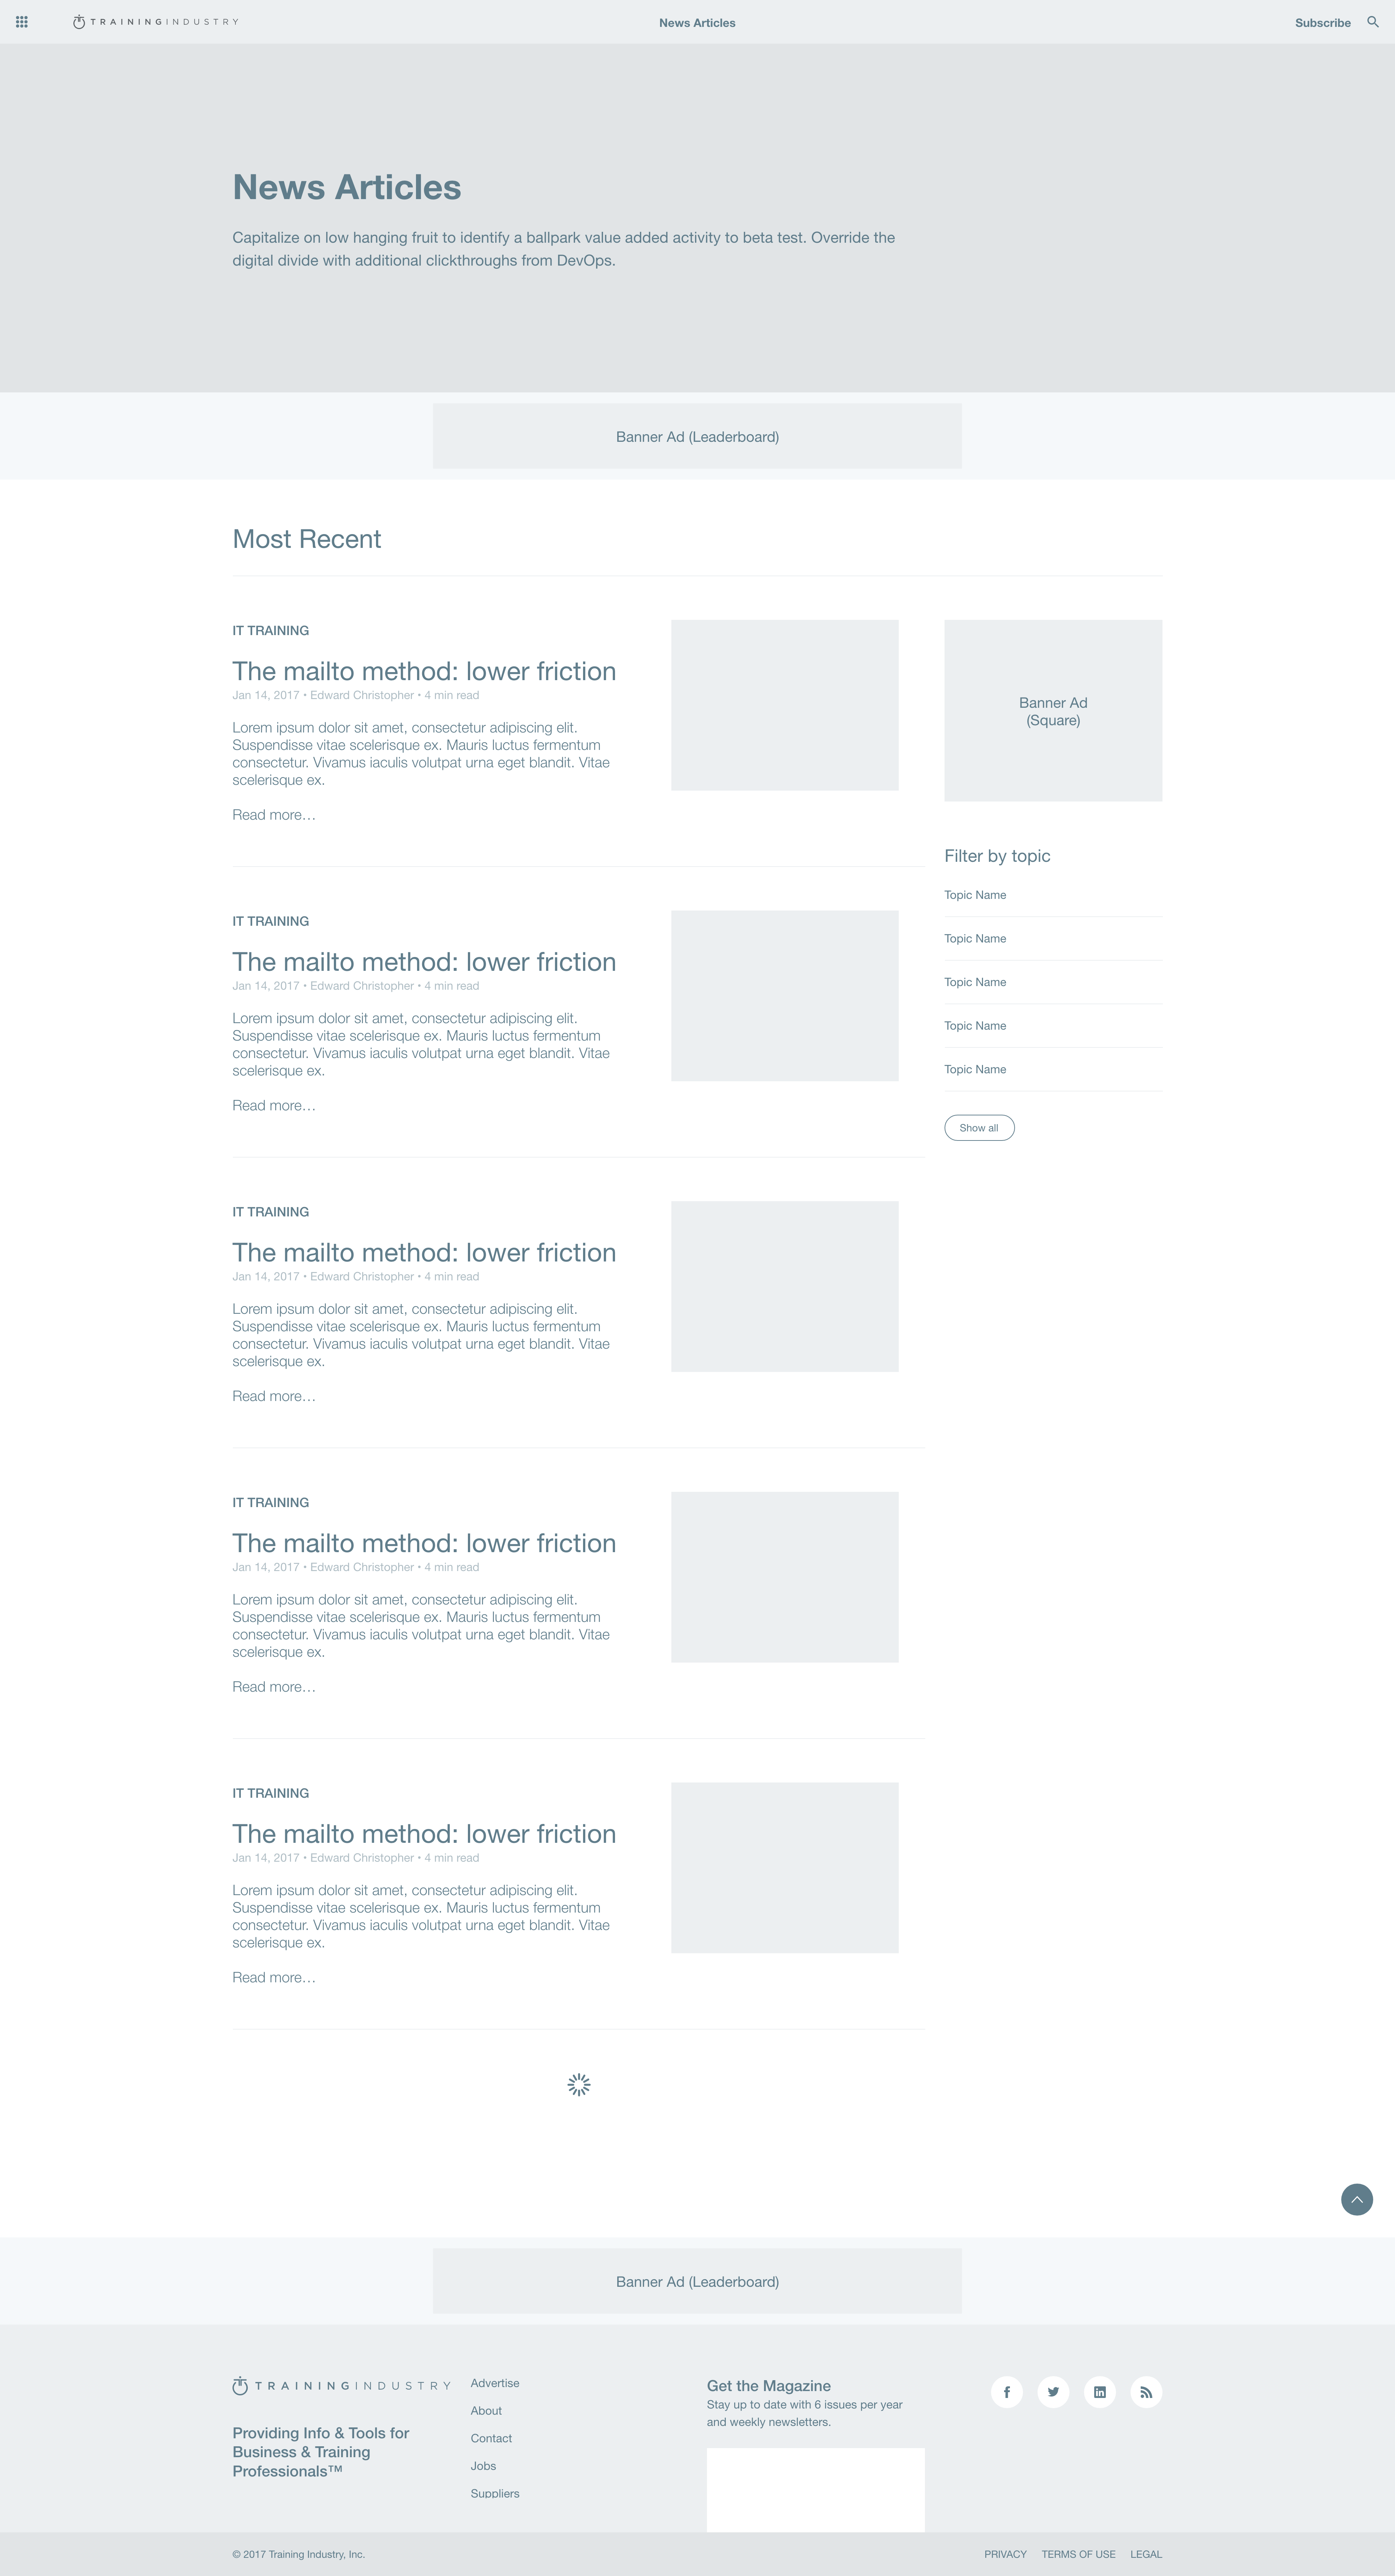 TRAININGINDUSTRY
News Articles
Subscribe
News Articles
Capitalize on low hanging fruit to identify a ballpark value added activity to beta test. Override the
digital divide with additional clickthroughs from DevOps.
Banner Ad (Leaderboard)
Most Recent
IT TRAINING
The mailto method: lower friction
Jan 14, 2017 • Edward Christopher • 4 min read
Lorem ipsum dolor sit amet, consectetur adipiscing elit.
Suspendisse vitae scelerisque ex. Mauris luctus fermentum
consectetur. Vivamus iaculis volutpat urna eget blandit. Vitae
scelerisque ex.
Read more…
Banner Ad
(Square)
Filter by topic
Topic Name
Topic Name
Topic Name
Topic Name
Topic Name
Show all
IT TRAINING
The mailto method: lower friction
Jan 14, 2017 • Edward Christopher • 4 min read
Lorem ipsum dolor sit amet, consectetur adipiscing elit.
Suspendisse vitae scelerisque ex. Mauris luctus fermentum
consectetur. Vivamus iaculis volutpat urna eget blandit. Vitae
scelerisque ex.
Read more…
IT TRAINING
The mailto method: lower friction
Jan 14, 2017 • Edward Christopher • 4 min read
Lorem ipsum dolor sit amet, consectetur adipiscing elit.
Suspendisse vitae scelerisque ex. Mauris luctus fermentum
consectetur. Vivamus iaculis volutpat urna eget blandit. Vitae
scelerisque ex.
Read more…
IT TRAINING
The mailto method: lower friction
Jan 14, 2017 • Edward Christopher • 4 min read
Lorem ipsum dolor sit amet, consectetur adipiscing elit.
Suspendisse vitae scelerisque ex. Mauris luctus fermentum
consectetur. Vivamus iaculis volutpat urna eget blandit. Vitae
scelerisque ex.
Read more…
IT TRAINING
The mailto method: lower friction
Jan 14, 2017 • Edward Christopher • 4 min read
Lorem ipsum dolor sit amet, consectetur adipiscing elit.
Suspendisse vitae scelerisque ex. Mauris luctus fermentum
consectetur. Vivamus iaculis volutpat urna eget blandit. Vitae
scelerisque ex.
Read more…
Banner Ad (Leaderboard)
TRAININGINDUSTRY
Providing Info & Tools for
Business & Training
Professionals™
Advertise
About
Contact
Jobs
Suppliers
Get the Magazine
Stay up to date with 6 issues per year
and weekly newsletters.
© 2017 Training Industry, Inc.
PRIVACY
TERMS OF USE
LEGAL